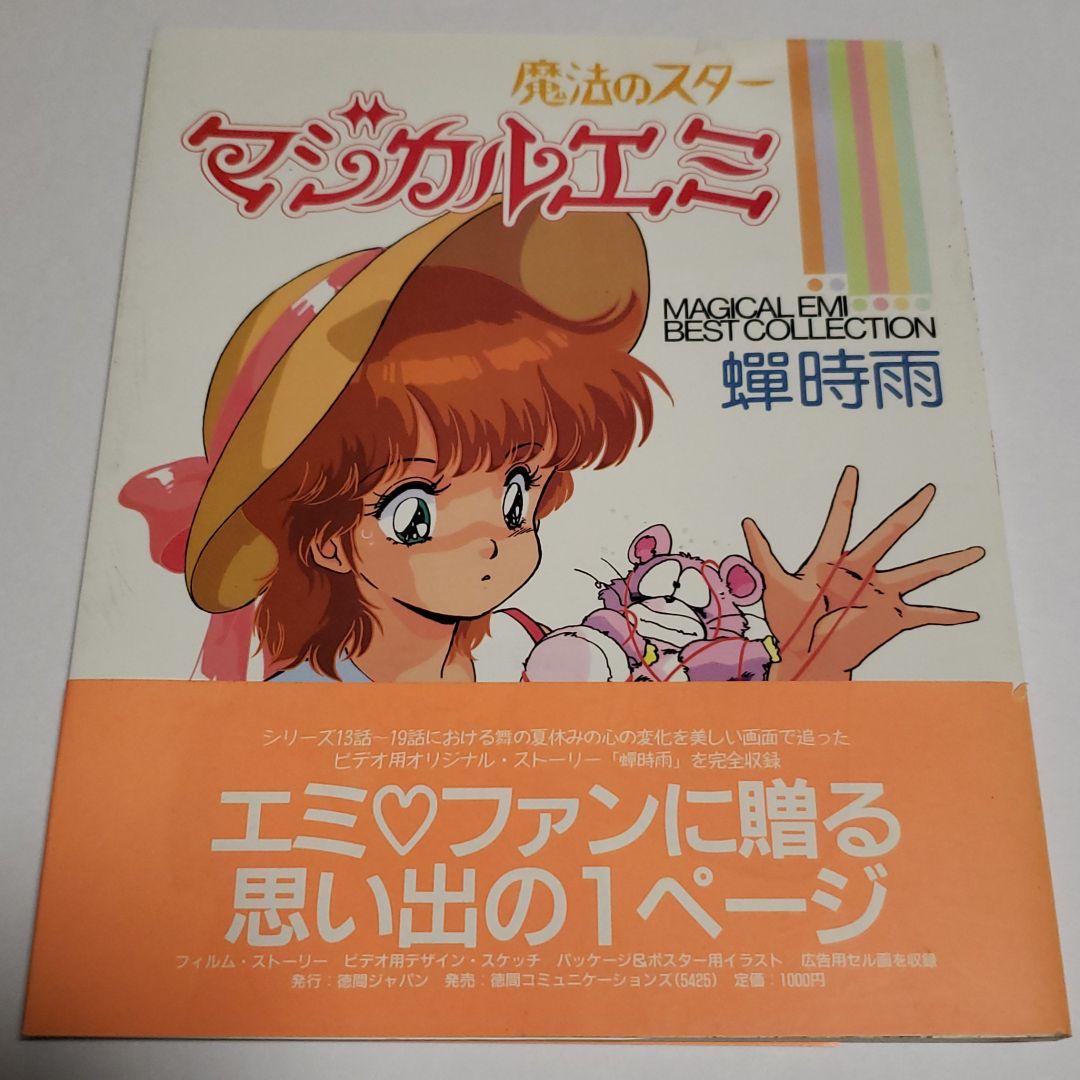 魔法のスター
マジカルエミ
MAGICAL EMI
BEST COLLECTION
蟬時雨
シリーズ13話～19話における舞の夏休みの心の変化を美しい画面で追った
ビデオ用オリジナル・ストーリー「蟬時雨」を完全収録
エミ♡ファンに贈る
思い出の1ページ
フィルム・ストーリー ビデオ用デザイン・スケッチ パッケージ&ポスター用イラスト 広告用セル画を収録
発行：徳間ジャパン 発売：徳間コミュニケーションズ(5425) 定価：1000円